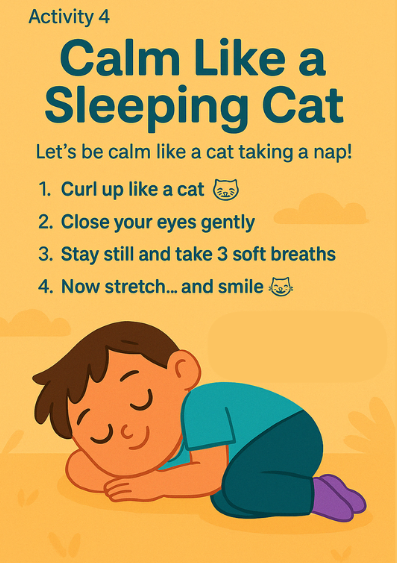 Activity 4
Calm Like a
Sleeping Cat
Let's be calm like a cat taking a nap!
1. Curl up like a cat
2. Close your eyes gently
3. Stay still and take 3 soft breaths
4. Now stretch... and smile